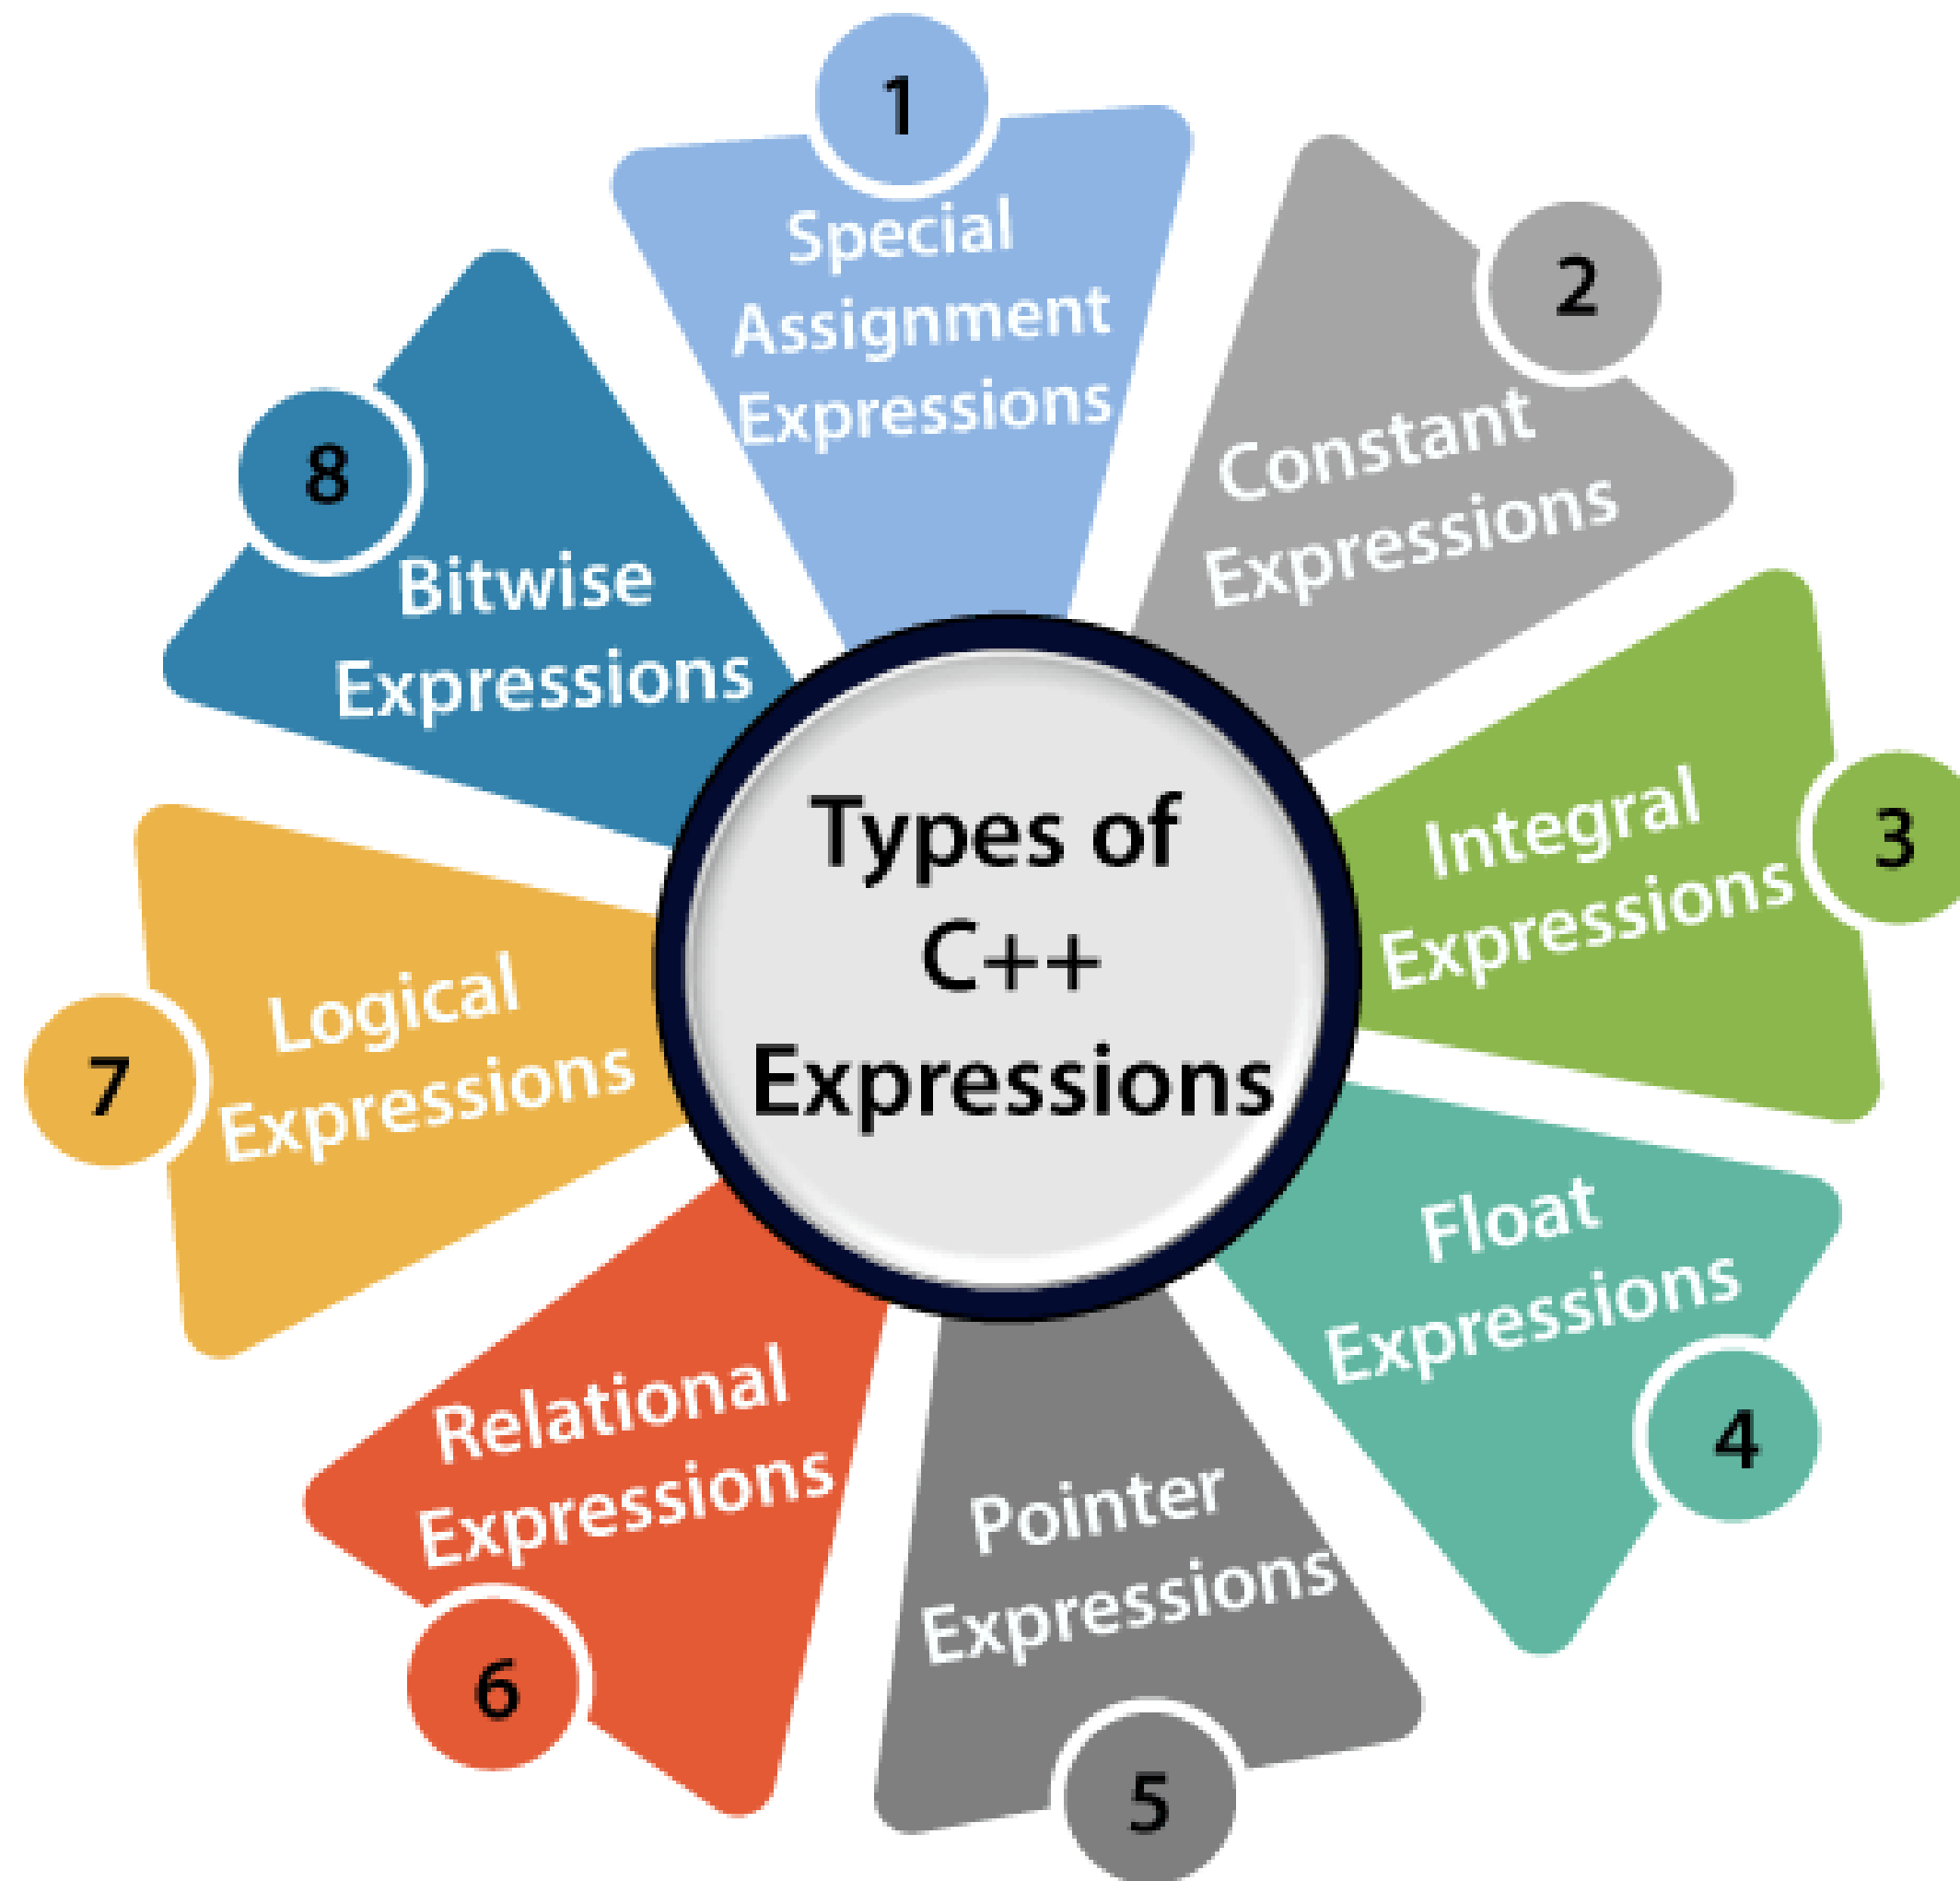 Types of
C++
Expressions
1
Special
Assignment
Expressions
2
Constant
Expressions
3
Integral
Expressions
4
Float
Expressions
5
Pointer
Expressions
6
Relational
Expressions
7
Logical
Expressions
8
Bitwise
Expressions